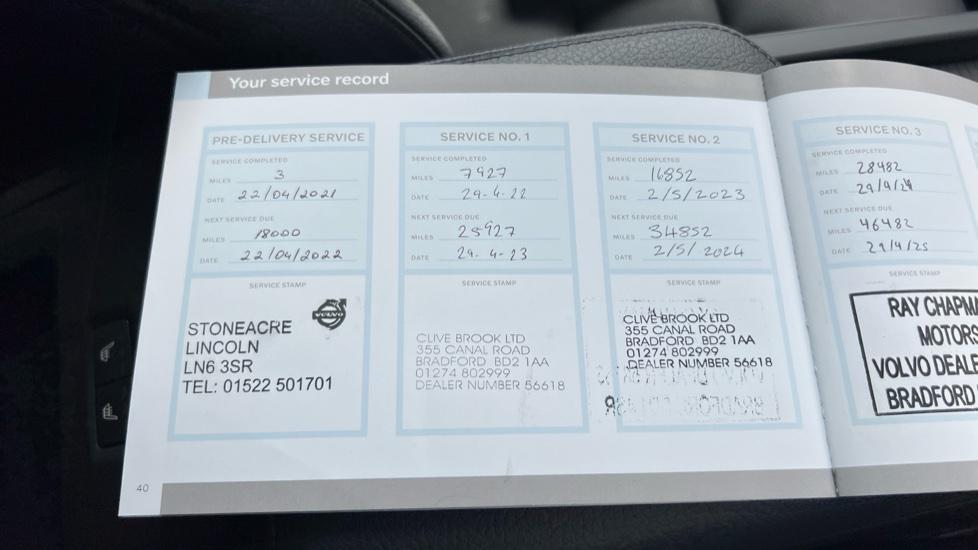 Your service record
PRE-DELIVERY SERVICE
SERVICE COMPLETED
MILES 3
DATE 22/04/2021
NEXT SERVICE DUE
MILES 18000
DATE 22/04/2022
SERVICE STAMP
VOLVO
STONEACRE
LINCOLN
LN6 3SR
TEL: 01522 501701
SERVICE NO. 1
SERVICE COMPLETED
MILES 7927
DATE 29-4-22
NEXT SERVICE DUE
MILES 25927
DATE 29-4-23
SERVICE STAMP
CLIVE BROOK LTD
355 CANAL ROAD
BRADFORD BD2 1AA
01274 802999
DEALER NUMBER 56618
SERVICE NO. 2
SERVICE COMPLETED
MILES 16852
DATE 2/5/2023
NEXT SERVICE DUE
MILES 34852
DATE 2/5/2024
SERVICE STAMP
CLIVE BROOK LTD
355 CANAL ROAD
BRADFORD BD2 1AA
01274 802999
DEALER NUMBER 56618
SERVICE NO. 3
SERVICE COMPLETED
MILES 28482
DATE 29/4/24
NEXT SERVICE DUE
MILES 46482
DATE 29/4/25
SERVICE STAMP
RAY CHAPMA
MOTORS
VOLVO DEALE
BRADFORD
40